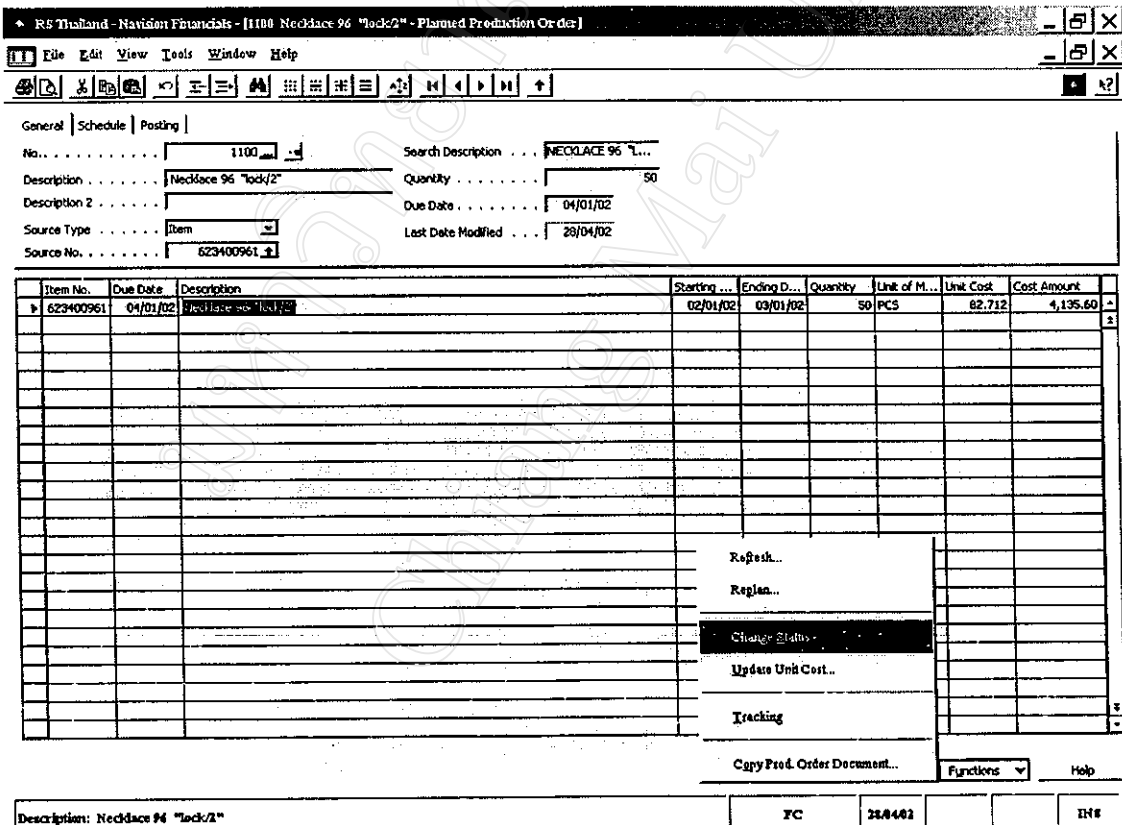 RS Thailand - Navision Financials - [1100 Necklace 96 "lock/2" - Planned Production Order]
File Edit View Tools Window Help
General Schedule Posting
No. . . . . . . . . . . 1100 Search Description . . . NECKLACE 96 "L...
Description . . . . . . . Necklace 96 "lock/2" Quantity . . . . . . . . 50
Description 2 . . . . . . Due Date . . . . . . . . 04/01/02
Source Type . . . . . . Item Last Date Modified . . . 28/04/02
Source No. . . . . . . . 623400961
Item No. Due Date Description Starting ... Ending D... Quantity Unit of M... Unit Cost Cost Amount
623400961 04/01/02 Necklace 96 "lock/2" 02/01/02 03/01/02 50 PCS 82.712 4,135.60
Refresh...
Replan...
Change Status
Update Unit Cost...
Tracking
Copy Prod. Order Document...
Functions Help
Description: Necklace 96 "lock/2" FC 28/04/02 INS
Chiang Mai U